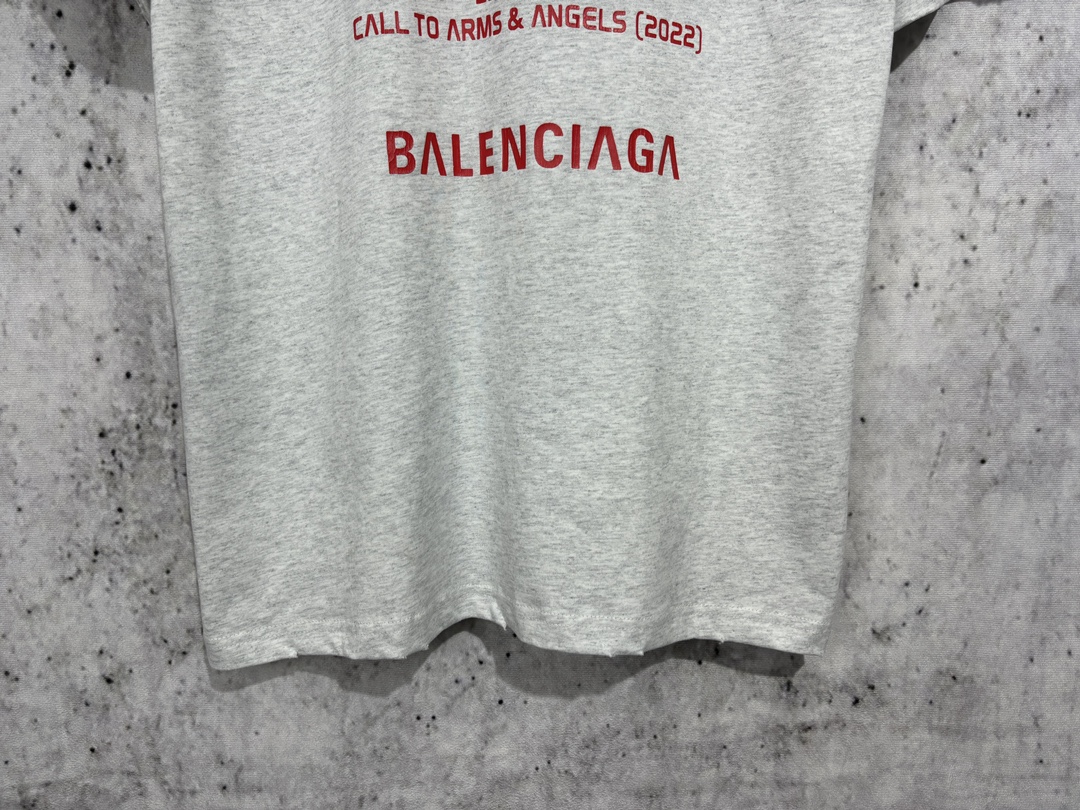 CALL TO ARMS & ANGELS (2022)
BALENCIAGA